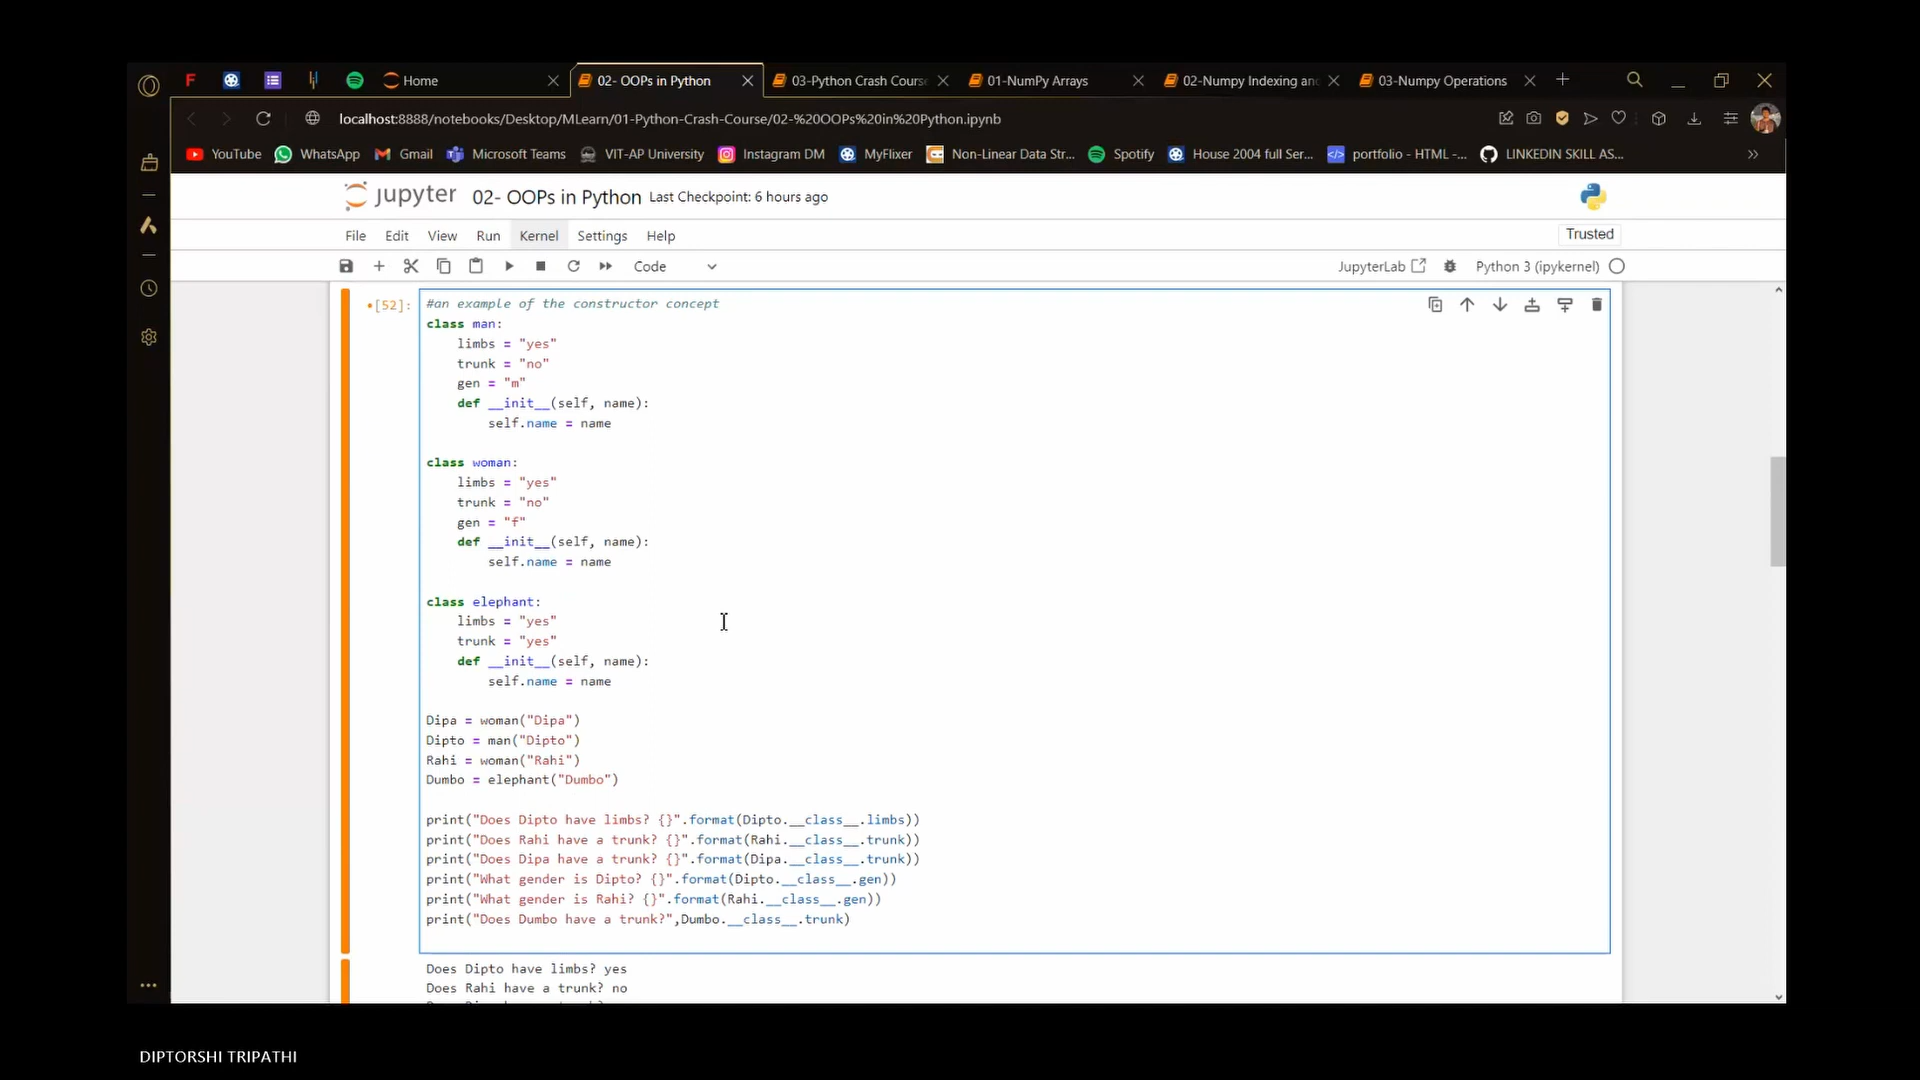 Home
02- OOPs in Python
03-Python Crash Course
01-NumPy Arrays
02-Numpy Indexing an
03-Numpy Operations
localhost:8888/notebooks/Desktop/MLearn/01-Python-Crash-Course/02-%20OOPs%20in%20Python.ipynb
YouTube
WhatsApp
Gmail
Microsoft Teams
VIT-AP University
Instagram DM
MyFlixer
Non-Linear Data Str...
Spotify
House 2004 full Ser...
portfolio - HTML -...
LINKEDIN SKILL AS...
jupyter 02- OOPs in Python Last Checkpoint: 6 hours ago
File Edit View Run Kernel Settings Help
Trusted
Code
JupyterLab
Python 3 (ipykernel)
[52]:
#an example of the constructor concept
class man:
    limbs = "yes"
    trunk = "no"
    gen = "m"
    def __init__(self, name):
        self.name = name
class woman:
    limbs = "yes"
    trunk = "no"
    gen = "f"
    def __init__(self, name):
        self.name = name
class elephant:
    limbs = "yes"
    trunk = "yes"
    def __init__(self, name):
        self.name = name
Dipa = woman("Dipa")
Dipto = man("Dipto")
Rahi = woman("Rahi")
Dumbo = elephant("Dumbo")
print("Does Dipto have limbs? {}".format(Dipto.__class__.limbs))
print("Does Rahi have a trunk? {}".format(Rahi.__class__.trunk))
print("Does Dipa have a trunk? {}".format(Dipa.__class__.trunk))
print("What gender is Dipto? {}".format(Dipto.__class__.gen))
print("What gender is Rahi? {}".format(Rahi.__class__.gen))
print("Does Dumbo have a trunk?",Dumbo.__class__.trunk)
Does Dipto have limbs? yes
Does Rahi have a trunk? no
DIPTORSHI TRIPATHI